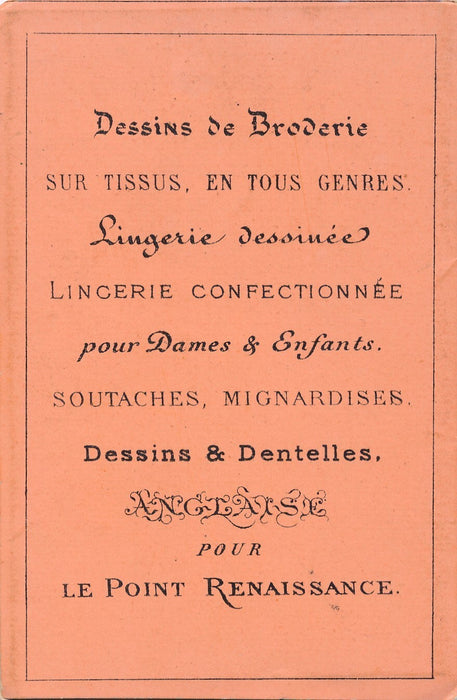 Dessins de Broderie
SUR TISSUS, EN TOUS GENRES.
Lingerie dessinée
LINGERIE CONFECTIONNÉE
pour Dames & Enfants.
SOUTACHES, MIGNARDISES.
Dessins & Dentelles,
ANGLAISE
POUR
LE POINT RENAISSANCE.